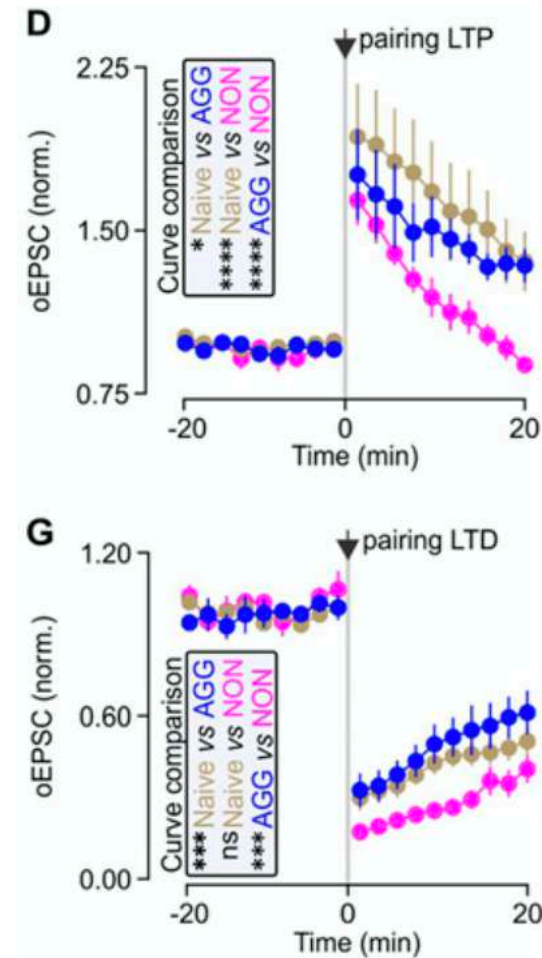 D
pairing LTP
2.25
1.50
0.75
oEPSC (norm.)
Curve comparison
* Naive vs AGG
**** Naive vs NON
**** AGG vs NON
-20 0 20
Time (min)
G
pairing LTD
1.20
0.60
0.00
oEPSC (norm.)
Curve comparison
*** Naive vs AGG
ns Naive vs NON
*** AGG vs NON
-20 0 20
Time (min)